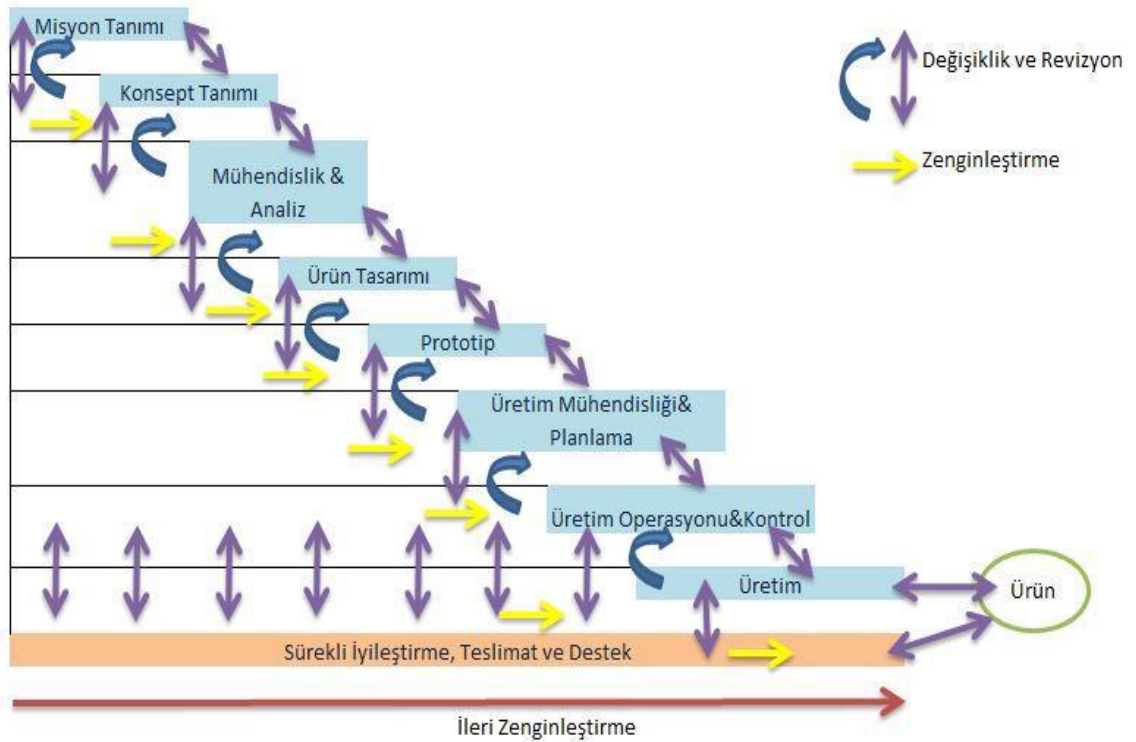 Misyon Tanımı
Değişiklik ve Revizyon
Konsept Tanımı
Zenginleştirme
Mühendislik &
Analiz
Ürün Tasarımı
Prototip
Üretim Mühendisliği&
Planlama
Üretim Operasyonu&Kontrol
Üretim
Ürün
Sürekli İyileştirme, Teslimat ve Destek
İleri Zenginleştirme